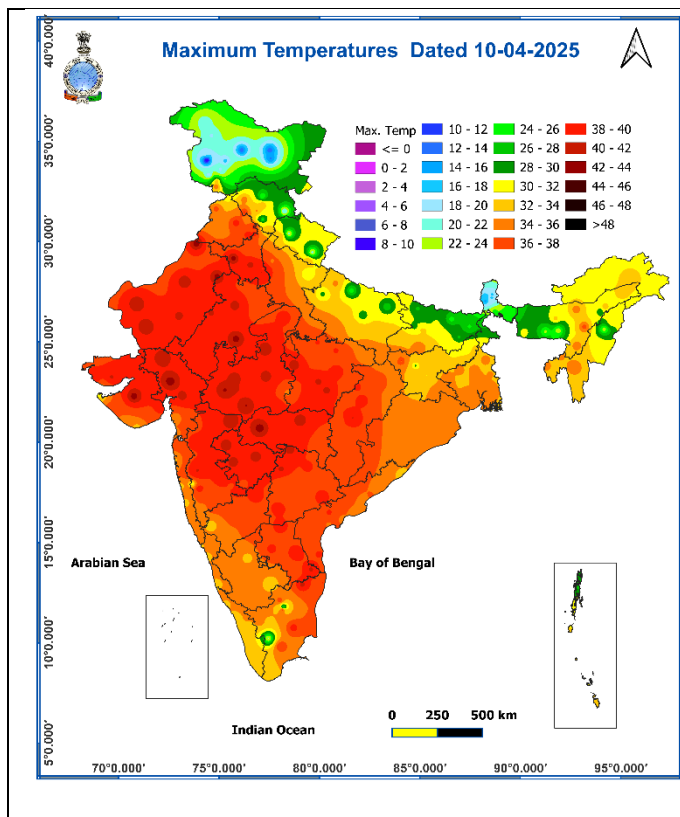 Maximum Temperatures Dated 10-04-2025
Max. Temp
<= 0
0 - 2
2 - 4
4 - 6
6 - 8
8 - 10
10 - 12
12 - 14
14 - 16
16 - 18
18 - 20
20 - 22
22 - 24
24 - 26
26 - 28
28 - 30
30 - 32
32 - 34
34 - 36
36 - 38
38 - 40
40 - 42
42 - 44
44 - 46
46 - 48
>48
40°0.000'
35°0.000'
30°0.000'
25°0.000'
20°0.000'
15°0.000'
10°0.000'
5°0.000'
Arabian Sea
Bay of Bengal
Indian Ocean
0 250 500 km
70°0.000' 75°0.000' 80°0.000' 85°0.000' 90°0.000' 95°0.000'